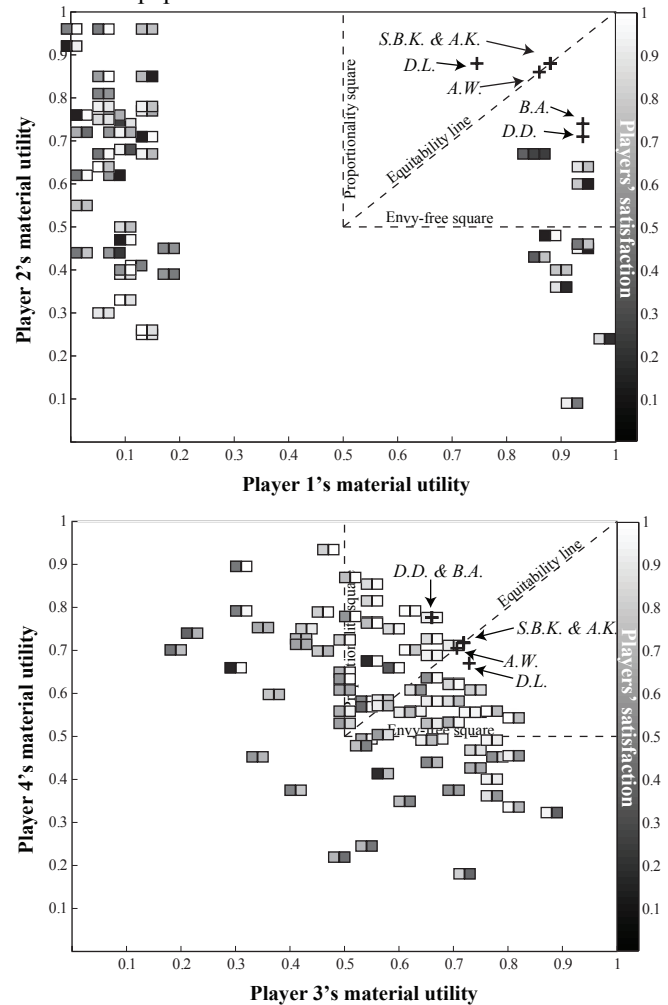 1
0.9
0.8
0.7
0.6
0.5
0.4
0.3
0.2
0.1
Player 2's material utility
S.B.K. & A.K.
D.L.
A.W.
B.A.
D.D.
Proportionality square
Equitability line
Envy-free square
0.1 0.2 0.3 0.4 0.5 0.6 0.7 0.8 0.9 1
Player 1's material utility
1
0.9
0.8
0.7
0.6
0.5
0.4
0.3
0.2
0.1
Players' satisfaction
1
0.9
0.8
0.7
0.6
0.5
0.4
0.3
0.2
0.1
Player 4's material utility
D.D. & B.A.
S.B.K. & A.K.
A.W.
D.L.
Equitability line
Envy-free square
0.1 0.2 0.3 0.4 0.5 0.6 0.7 0.8 0.9 1
Player 3's material utility
1
0.9
0.8
0.7
0.6
0.5
0.4
0.3
0.2
0.1
Players' satisfaction